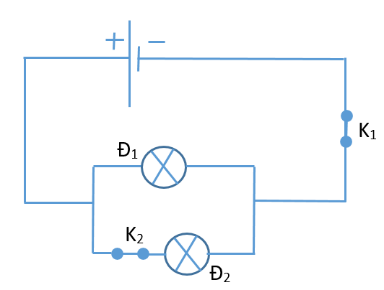 + −
K₁
Đ₁
K₂
Đ₂